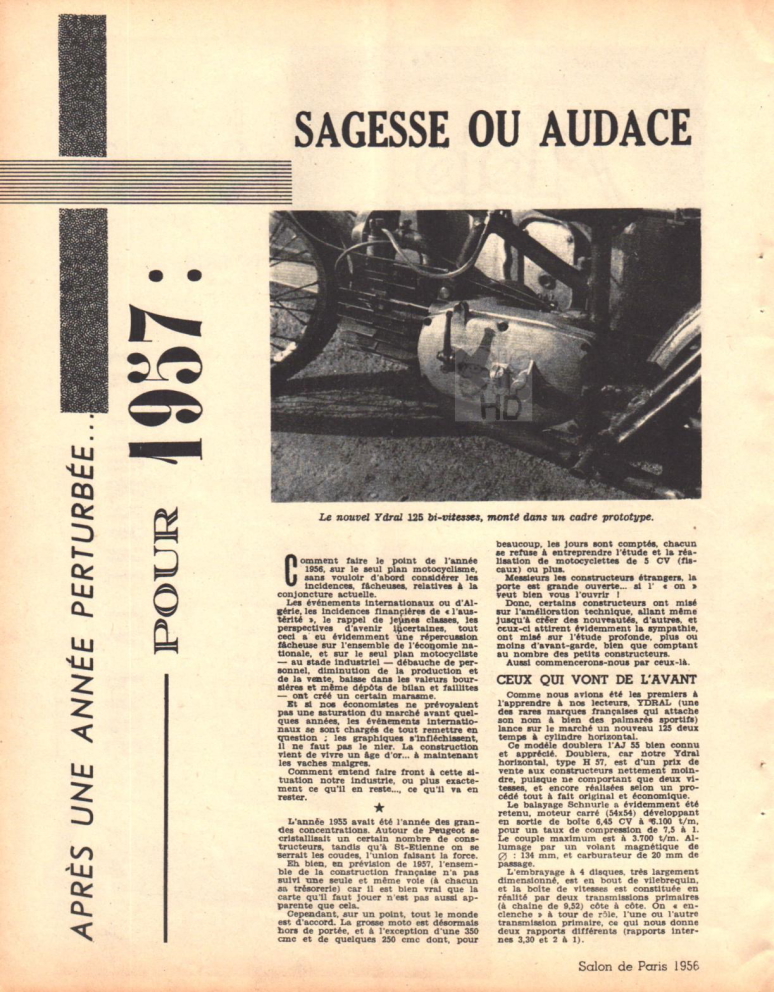 SAGESSE OU AUDACE
APRÈS UNE ANNÉE PERTURBÉE...
POUR 1957 :
HD
Le nouvel Ydral 125 bi-vitesses, monté dans un cadre prototype.
Comment faire le point de l'année
1956, sur le seul plan motocyclisme,
sans vouloir d'abord considérer les
incidences, fâcheuses, relatives à la
conjoncture actuelle.
Les événements internationaux ou d'Al-
gérie, les incidences financières de « l'aus-
térité », le rappel de jeunes classes, les
perspectives d'avenir incertaines, tout
ceci a eu évidemment une répercussion
fâcheuse sur l'ensemble de l'économie na-
tionale, et sur le seul plan motocycliste
— au stade industriel — débauche de per-
sonnel, diminution de la production et
de la vente, baisse dans les valeurs bour-
sières et même dépôts de bilan et faillites
— ont créé un certain marasme.
Et si nos économistes ne prévoyaient
pas une saturation du marché avant quel-
ques années, les événements internatio-
naux se sont chargés de tout remettre en
question ; les graphiques s'infléchissent,
il ne faut pas le nier. La construction
vient de vivre un âge d'or... à maintenant
les vaches maigres.
Comment entend faire front à cette si-
tuation notre industrie, ou plus exacte-
ment ce qu'il en reste..., ce qu'il va en
rester.
★
L'année 1955 avait été l'année des gran-
des concentrations. Autour de Peugeot se
cristallisait un certain nombre de cons-
tructeurs, tandis qu'à St-Etienne on se
serrait les coudes, l'union faisant la force.
Eh bien, en prévision de 1957, l'ensem-
ble de la construction française n'a pas
suivi une seule et même voie (à chacun
sa trésorerie) car il est bien vrai que la
carte qu'il faut jouer n'est pas aussi ap-
parente que cela.
Cependant, sur un point, tout le monde
est d'accord. La grosse moto est désormais
hors de portée, et à l'exception d'une 350
cmc et de quelques 250 cmc dont, pour
beaucoup, les jours sont comptés, chacun
se refuse à entreprendre l'étude et la réa-
lisation de motocyclettes de 5 CV (fis-
caux) ou plus.
Messieurs les constructeurs étrangers, la
porte est grande ouverte... si l' « on »
veut bien vous l'ouvrir !
Donc, certains constructeurs ont misé
sur l'amélioration technique, allant même
jusqu'à créer des nouveautés, d'autres, et
ceux-ci attirent évidemment la sympathie,
ont misé sur l'étude profonde, plus ou
moins d'avant-garde, bien que comptant
au nombre des petits constructeurs.
Aussi commencerons-nous par ceux-là.
CEUX QUI VONT DE L'AVANT
Comme nous avions été les premiers à
l'apprendre à nos lecteurs, YDRAL (une
des rares marques françaises qui attache
son nom à bien des palmarès sportifs)
lance sur le marché un nouveau 125 deux
temps à cylindre horizontal.
Ce modèle doublera l'AJ 55 bien connu
et apprécié. Doublera, car notre Ydral
horizontal, type H 57, est d'un prix de
vente aux constructeurs nettement moin-
dre, puisque ne comportant que deux vi-
tesses, et encore réalisées selon un pro-
cédé tout à fait original et économique.
Le balayage Schnurle a évidemment été
retenu, moteur carré (54x54) développant
en sortie de boîte 6,45 CV à 6.100 t/m,
pour un taux de compression de 7,5 à 1.
Le couple maximum est à 3.700 t/m. Al-
lumage par un volant magnétique de
∅ : 134 mm, et carburateur de 20 mm de
passage.
L'embrayage à 4 disques, très largement
dimensionné, est en bout de vilebrequin,
et la boîte de vitesses est constituée en
réalité par deux transmissions primaires
(à chaîne de 9,52) côte à côte. On « en-
clenche » à tour de rôle, l'une ou l'autre
transmission primaire, ce qui nous donne
deux rapports différents (rapports inter-
nes 3,30 et 2 à 1).
Salon de Paris 1956